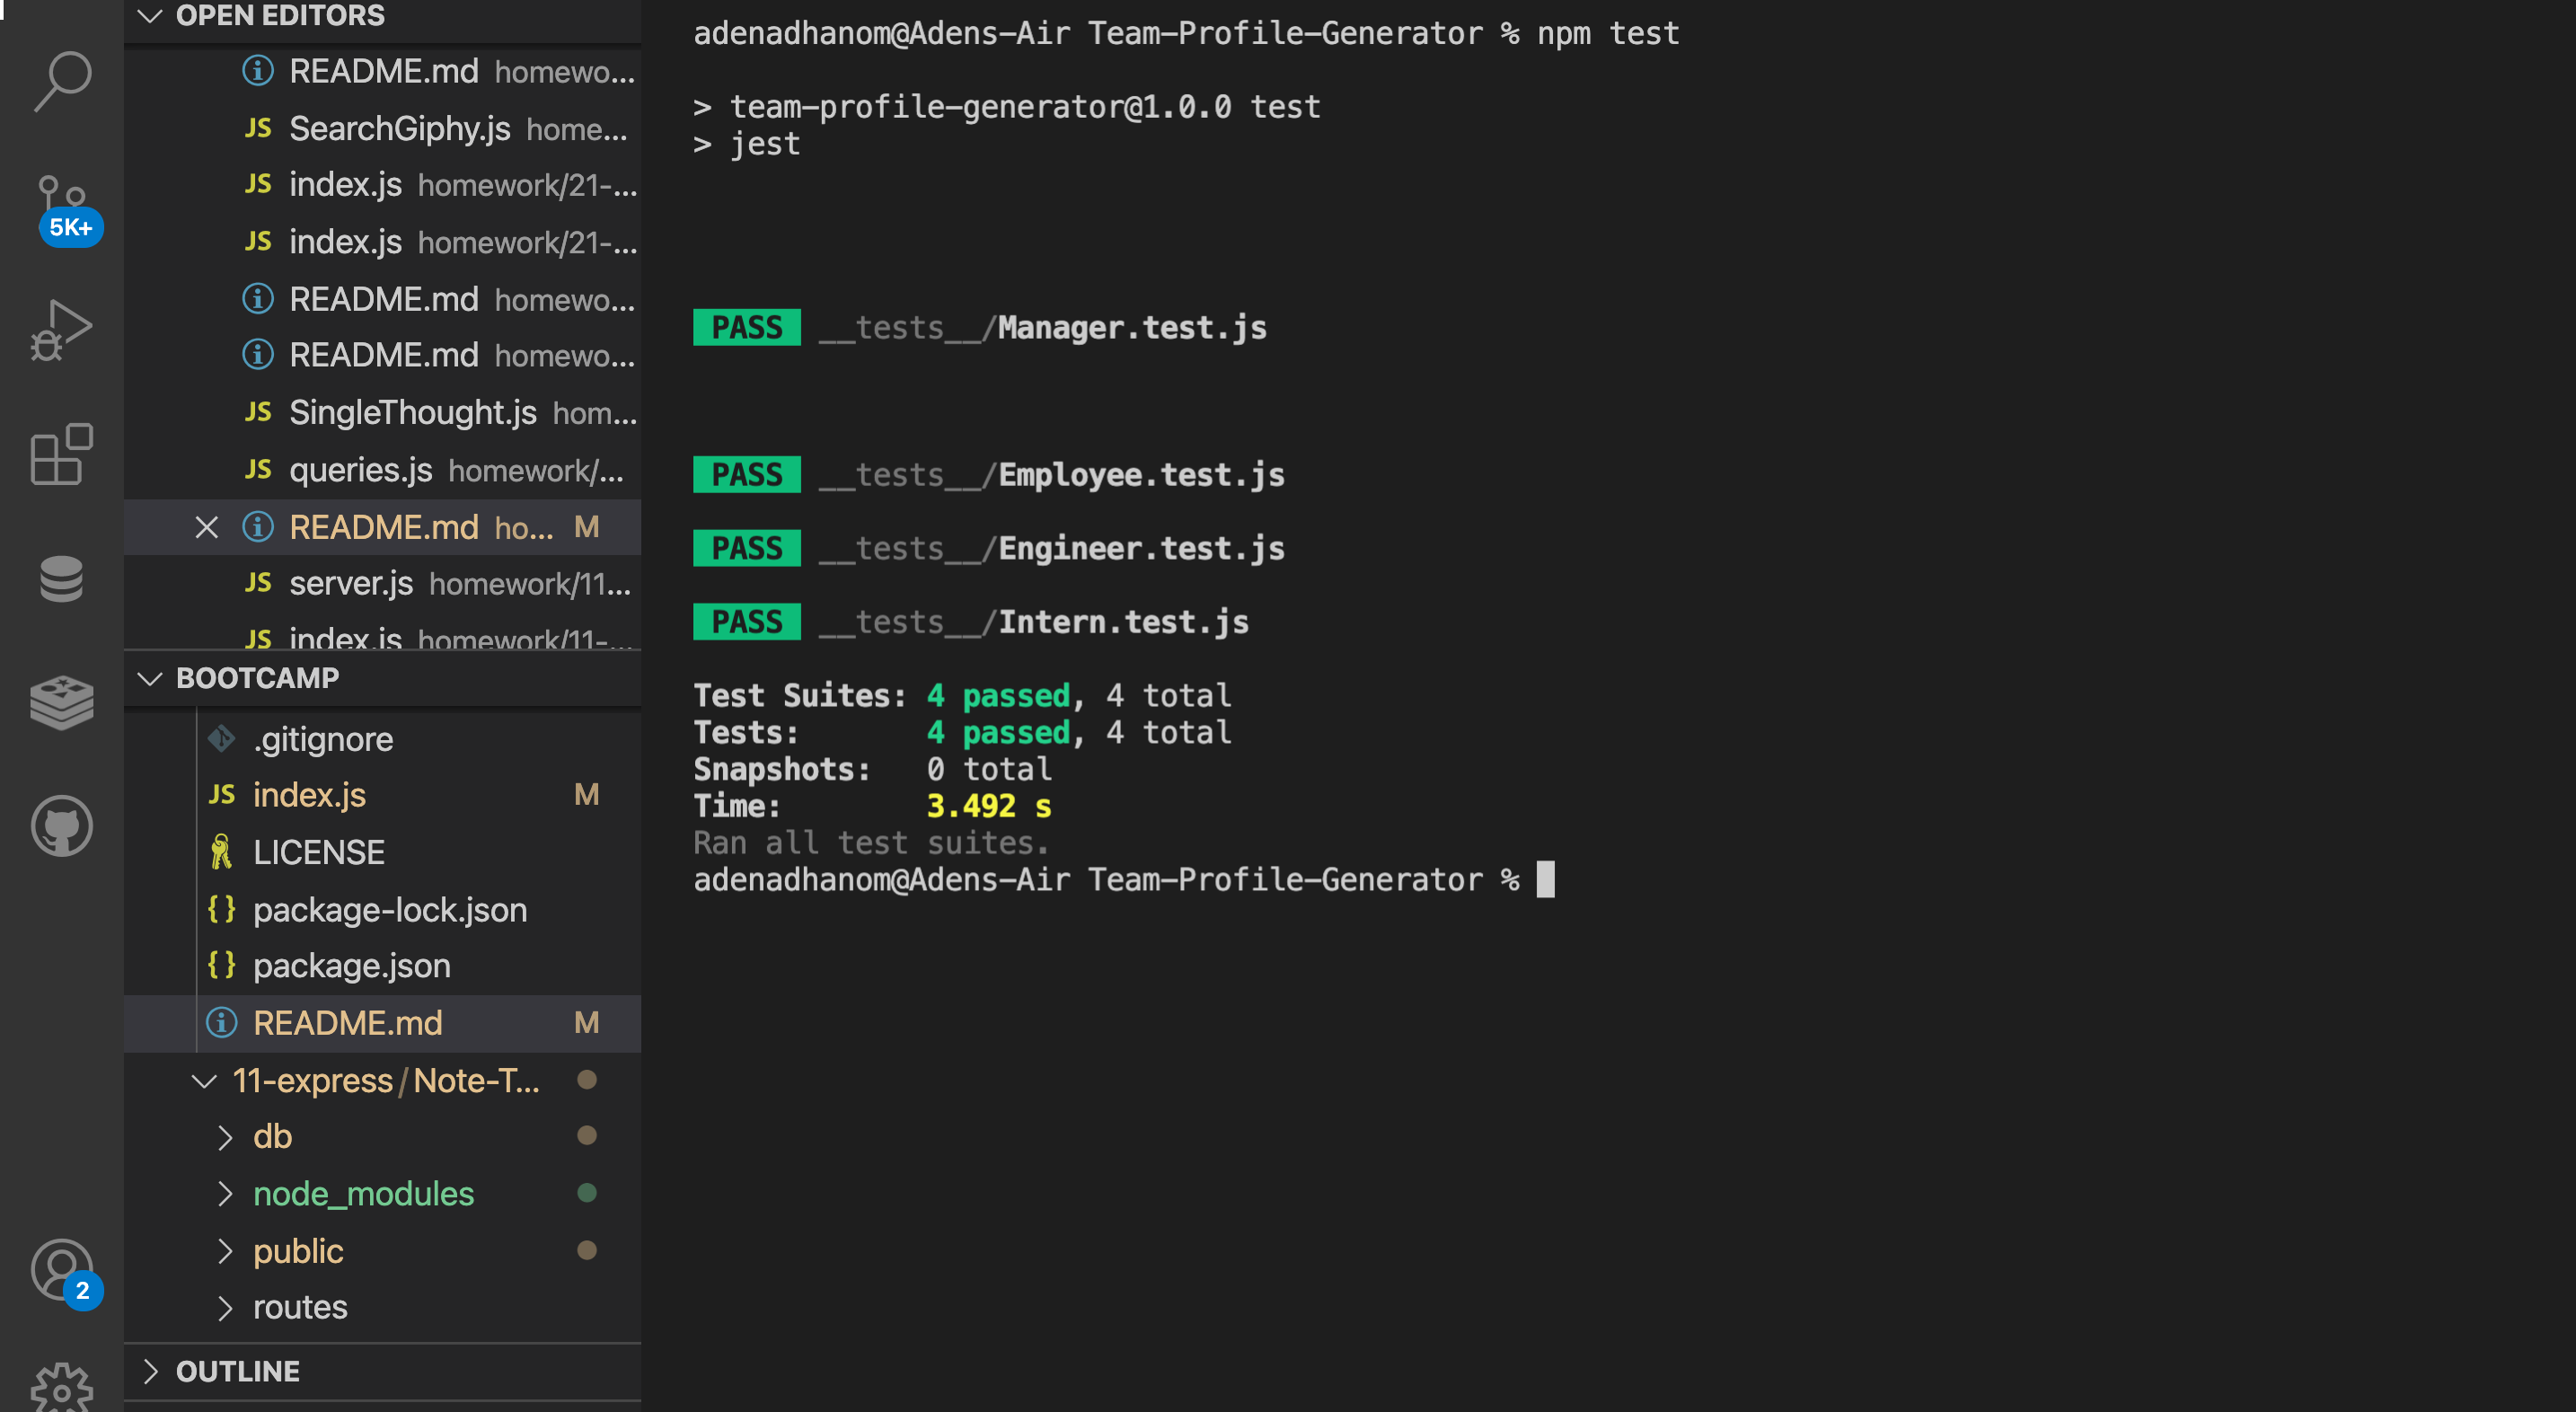 OPEN EDITORS
README.md homewo...
JS SearchGiphy.js home...
JS index.js homework/21-...
JS index.js homework/21-...
README.md homewo...
README.md homewo...
JS SingleThought.js hom...
JS queries.js homework/...
README.md ho... M
JS server.js homework/11...
JS index.js homework/11-...
BOOTCAMP
.gitignore
JS index.js M
LICENSE
{} package-lock.json
{} package.json
README.md M
11-express/Note-T...
db
node_modules
public
routes
OUTLINE
5K+
2
adenadhanom@Adens-Air Team-Profile-Generator % npm test
> team-profile-generator@1.0.0 test
> jest
PASS __tests__/Manager.test.js
PASS __tests__/Employee.test.js
PASS __tests__/Engineer.test.js
PASS __tests__/Intern.test.js
Test Suites: 4 passed, 4 total
Tests: 4 passed, 4 total
Snapshots: 0 total
Time: 3.492 s
Ran all test suites.
adenadhanom@Adens-Air Team-Profile-Generator %